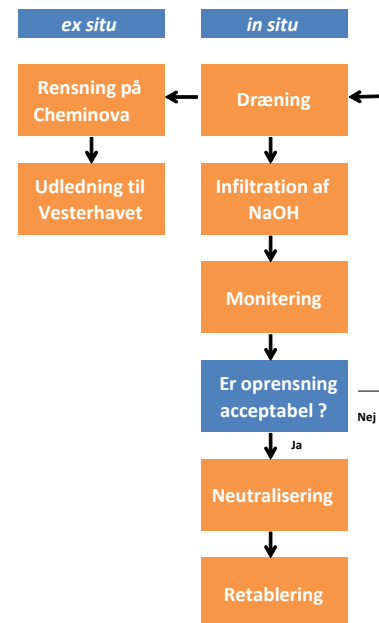 ex situ
in situ
Rensning på
Cheminova
Dræning
Udledning til
Vesterhavet
Infiltration af
NaOH
Monitering
Er oprensning
acceptabel ?
Nej
Ja
Neutralisering
Retablering